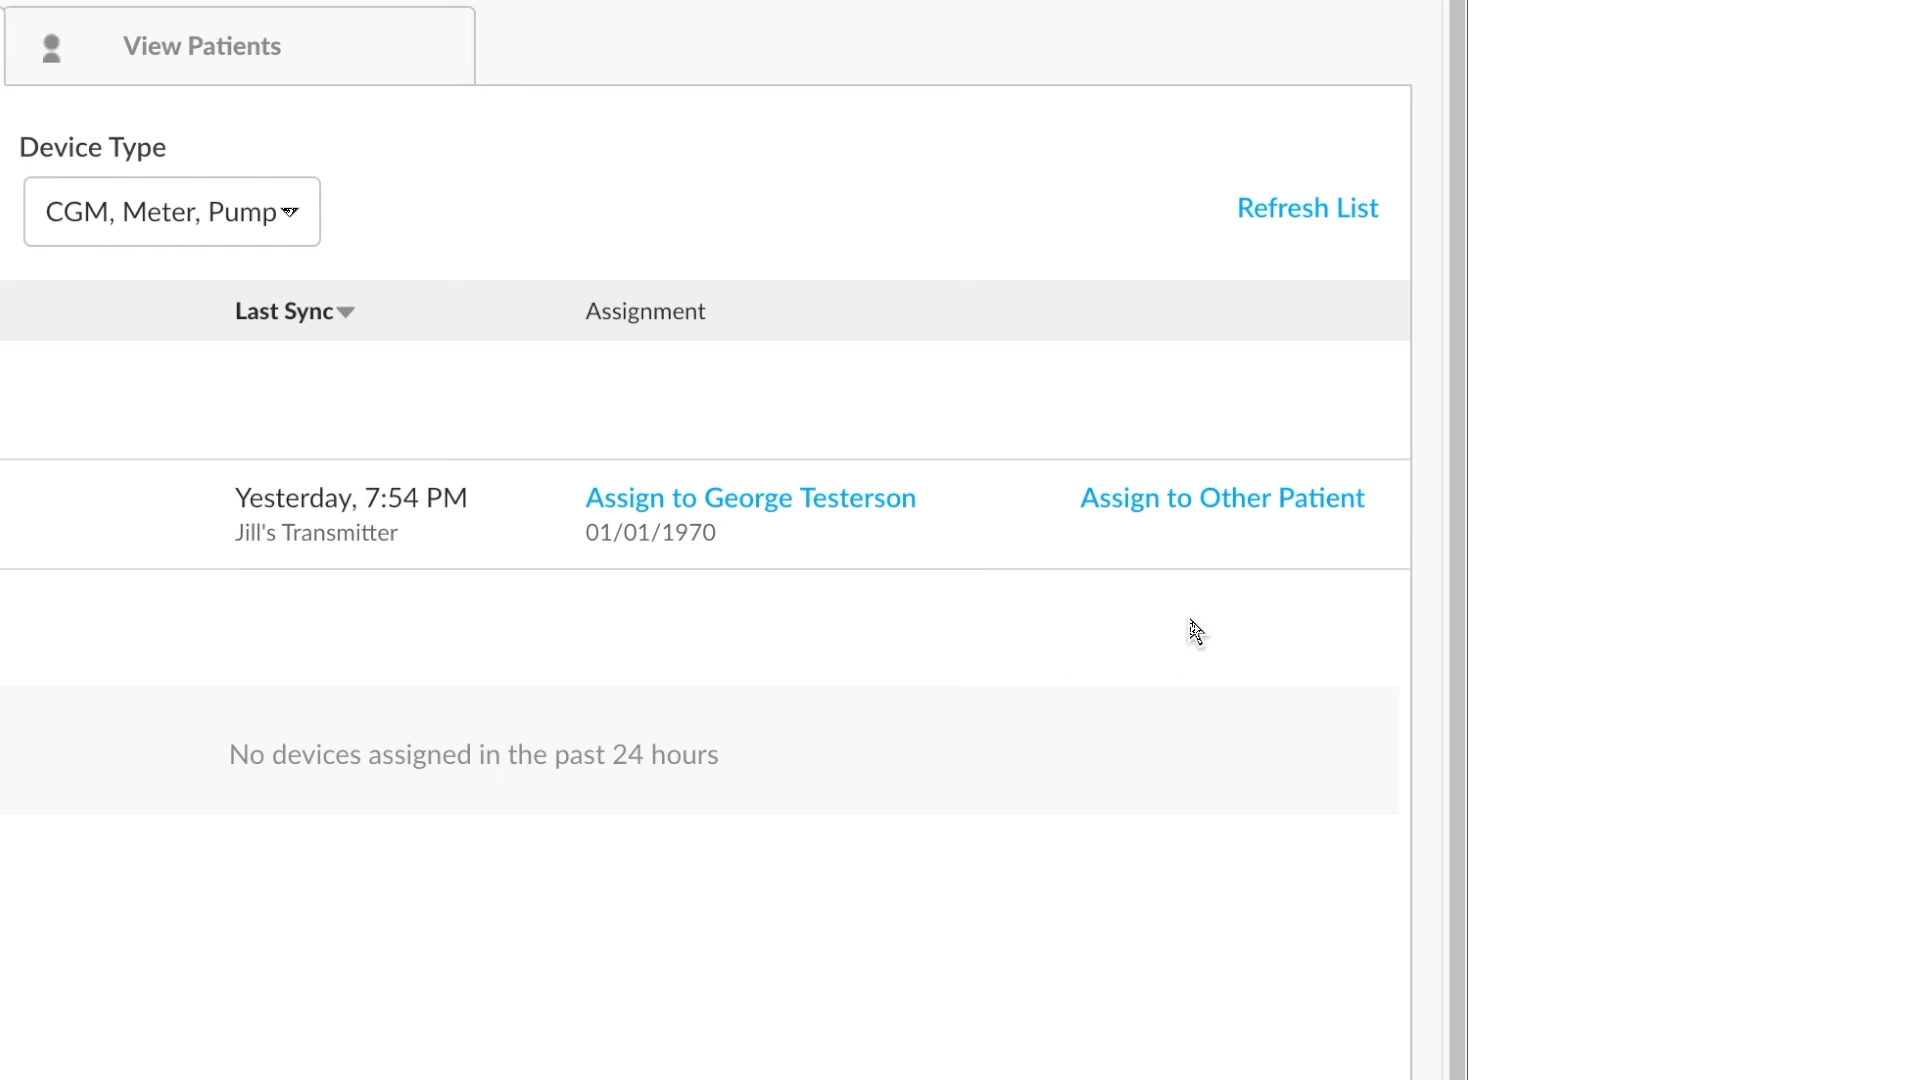 View Patients
Device Type
CGM, Meter, Pump
Refresh List
Last Sync
Assignment
Yesterday, 7:54 PM
Assign to George Testerson
Assign to Other Patient
Jill's Transmitter
01/01/1970
No devices assigned in the past 24 hours